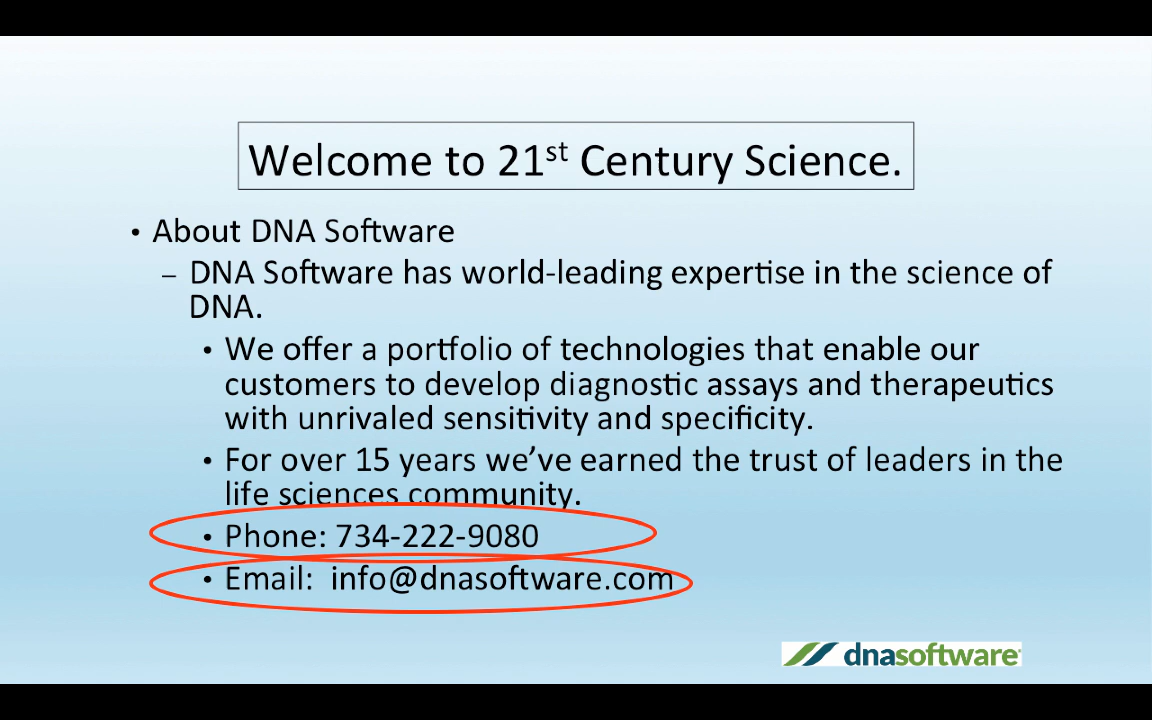 Welcome to 21st Century Science.
• About DNA Software
– DNA Software has world-leading expertise in the science of
DNA.
• We offer a portfolio of technologies that enable our
customers to develop diagnostic assays and therapeutics
with unrivaled sensitivity and specificity.
• For over 15 years we’ve earned the trust of leaders in the
life sciences community.
• Phone: 734-222-9080
• Email:  info@dnasoftware.com
dnasoftware